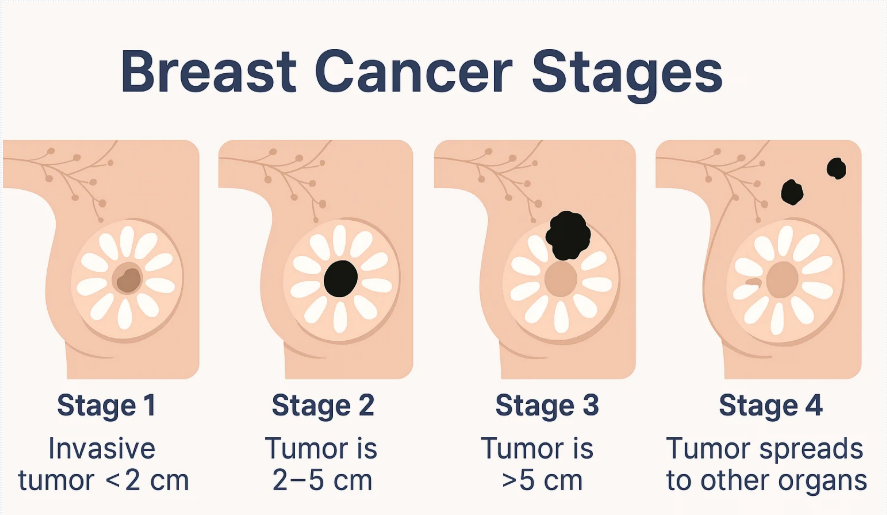 Breast Cancer Stages
Stage 1
Invasive
tumor <2 cm
Stage 2
Tumor is
2–5 cm
Stage 3
Tumor is
>5 cm
Stage 4
Tumor spreads
to other organs